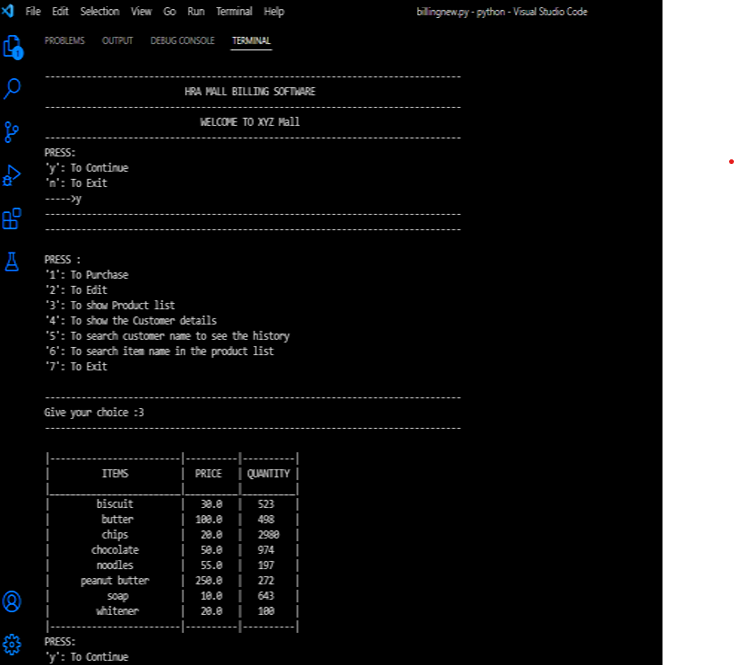 File Edit Selection View Go Run Terminal Help billingnew.py - python - Visual Studio Code
PROBLEMS OUTPUT DEBUG CONSOLE TERMINAL
1
--------------------------------------------------------------------------------
HRA MALL BILLING SOFTWARE
--------------------------------------------------------------------------------
WELCOME TO XYZ Mall
--------------------------------------------------------------------------------
PRESS:
'y': To Continue
'n': To Exit
----->y
--------------------------------------------------------------------------------
--------------------------------------------------------------------------------
PRESS :
'1': To Purchase
'2': To Edit
'3': To show Product list
'4': To show the Customer details
'5': To search customer name to see the history
'6': To search item name in the product list
'7': To Exit
--------------------------------------------------------------------------------
Give your choice :3
--------------------------------------------------------------------------------
|-------------------------|----------|----------|
| ITEMS | PRICE | QUANTITY |
|_________________________|__________|__________|
| biscuit | 30.0 | 523 |
| butter | 100.0 | 498 |
| chips | 20.0 | 2980 |
| chocolate | 50.0 | 974 |
| noodles | 55.0 | 197 |
| peanut butter | 250.0 | 272 |
| soap | 10.0 | 643 |
| whitener | 20.0 | 100 |
|-------------------------|----------|----------|
PRESS:
'y': To Continue